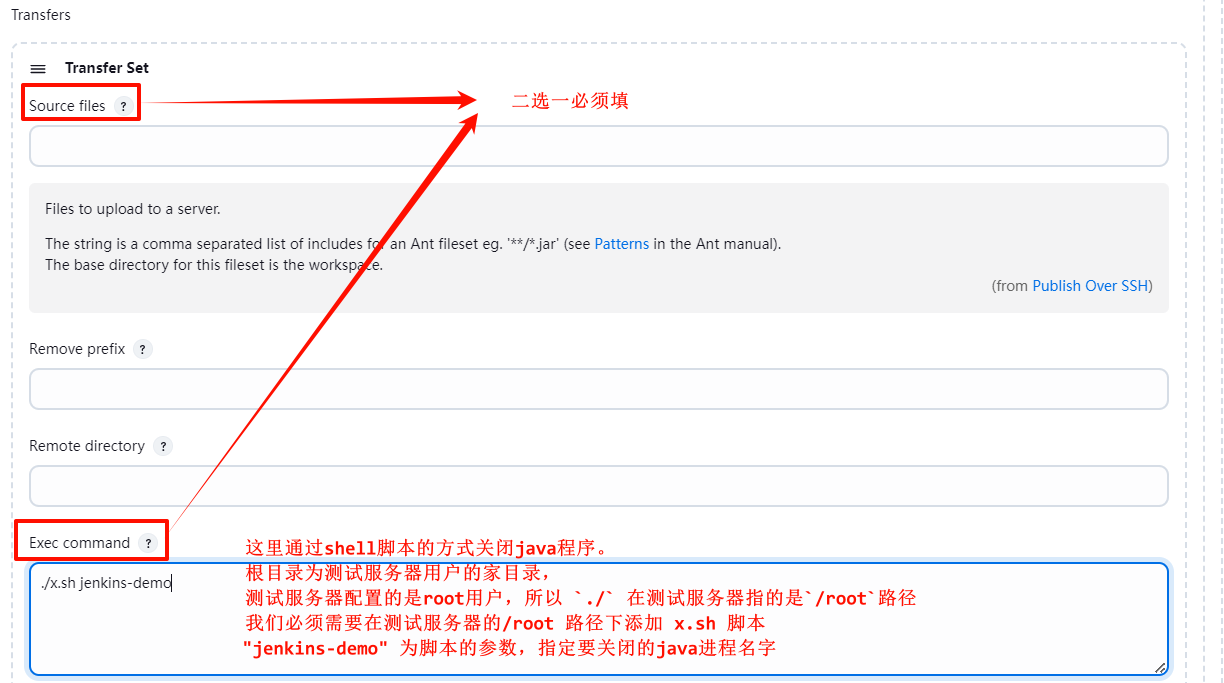 Transfers
Transfer Set
Source files ?
二选一必须填
Files to upload to a server.
The string is a comma separated list of includes for an Ant fileset eg. '**/*.jar' (see Patterns in the Ant manual).
The base directory for this fileset is the workspace.
(from Publish Over SSH)
Remove prefix ?
Remote directory ?
Exec command ?
这里通过shell脚本的方式关闭java程序。
根目录为测试服务器用户的家目录，
./x.sh jenkins-demo
测试服务器配置的是root用户，所以 `./` 在测试服务器指的是`/root`路径
我们必须需要在测试服务器的/root 路径下添加 x.sh 脚本
"jenkins-demo" 为脚本的参数，指定要关闭的java进程名字